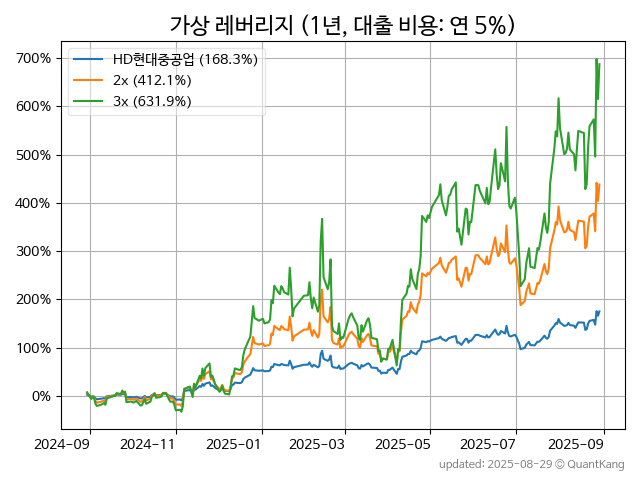 가상 레버리지 (1년, 대출 비용: 연 5%)
HD현대중공업 (168.3%)
2x (412.1%)
3x (631.9%)
700%
600%
500%
400%
300%
200%
100%
0%
2024-09 2024-11 2025-01 2025-03 2025-05 2025-07 2025-09
updated: 2025-08-29 © QuantKang